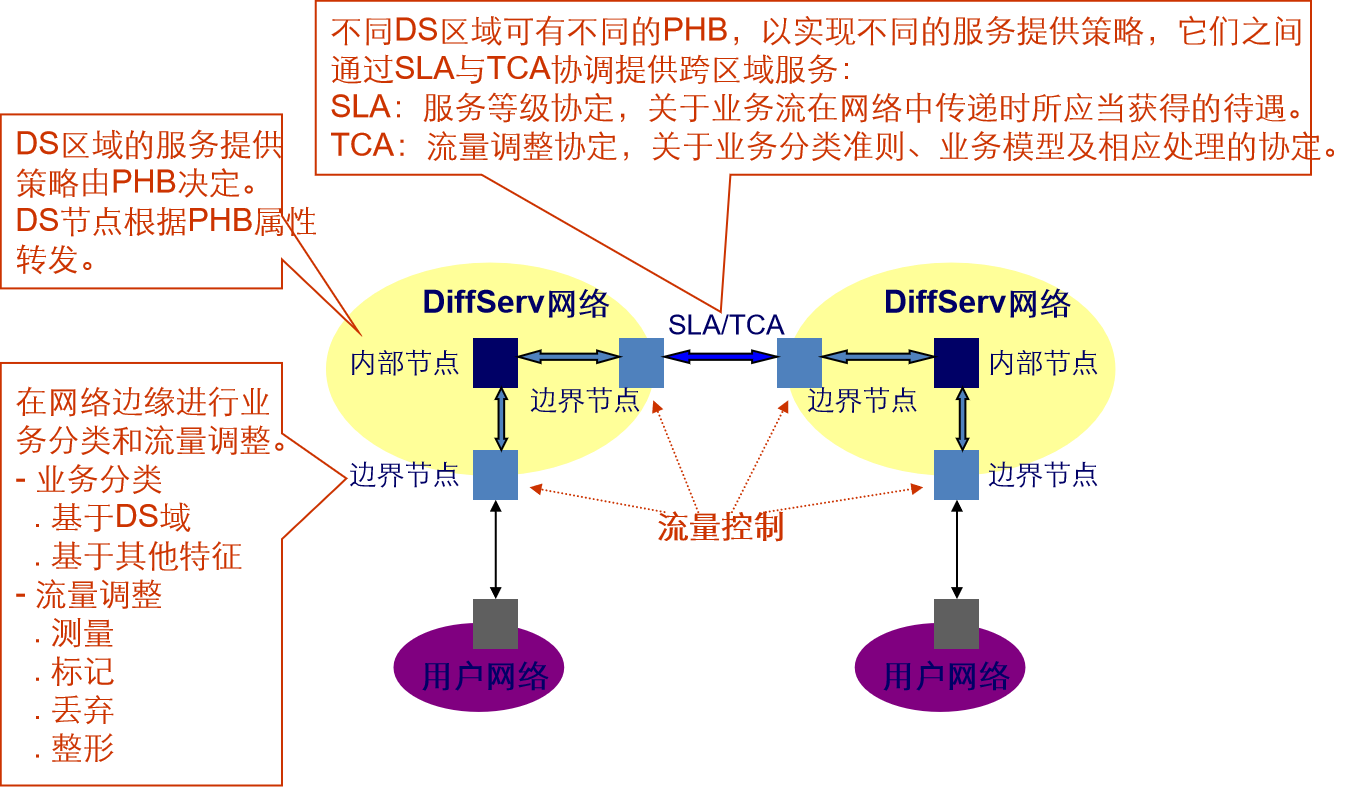 不同DS区域可有不同的PHB，以实现不同的服务提供策略，它们之间
通过SLA与TCA协调提供跨区域服务：
SLA：服务等级协定，关于业务流在网络中传递时所应当获得的待遇。
TCA：流量调整协定，关于业务分类准则、业务模型及相应处理的协定。
DS区域的服务提供
策略由PHB决定。
DS节点根据PHB属性
转发。
DiffServ网络
DiffServ网络
SLA/TCA
内部节点
内部节点
边界节点
边界节点
在网络边缘进行业
务分类和流量调整。
- 业务分类
. 基于DS域
. 基于其他特征
- 流量调整
. 测量
. 标记
. 丢弃
. 整形
边界节点
边界节点
流量控制
用户网络
用户网络